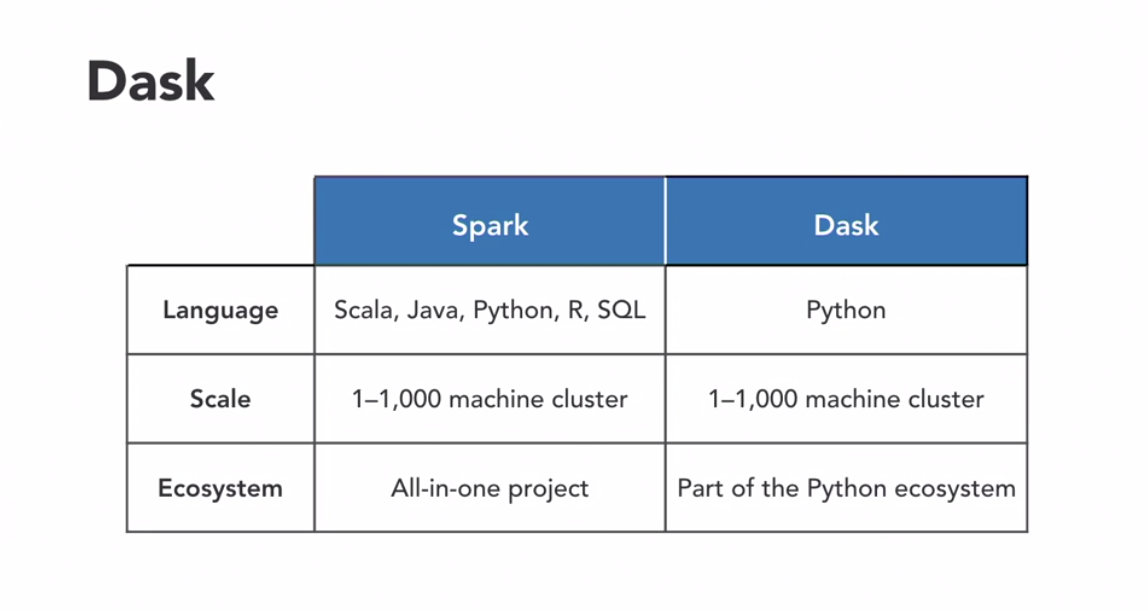 Dask
Spark
Dask
Language
Scala, Java, Python, R, SQL
Python
Scale
1–1,000 machine cluster
1–1,000 machine cluster
Ecosystem
All-in-one project
Part of the Python ecosystem